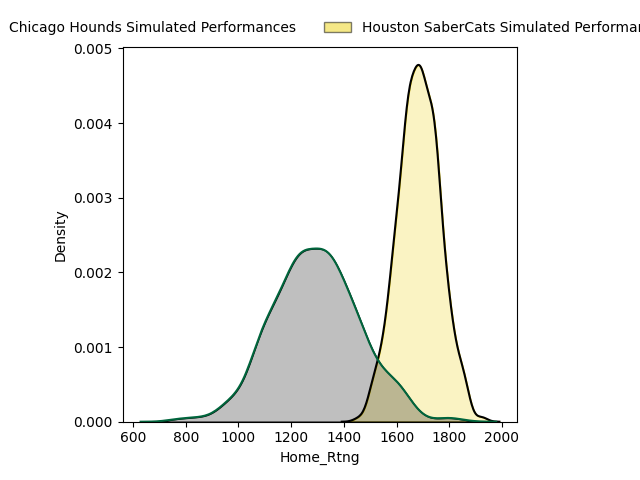 Chicago Hounds Simulated Performances
Houston SaberCats Simulated
0.005
0.004
0.003
0.002
0.001
0.000
Density
600 800 1000 1200 1400 1600 1800 2000
Home_Rtng